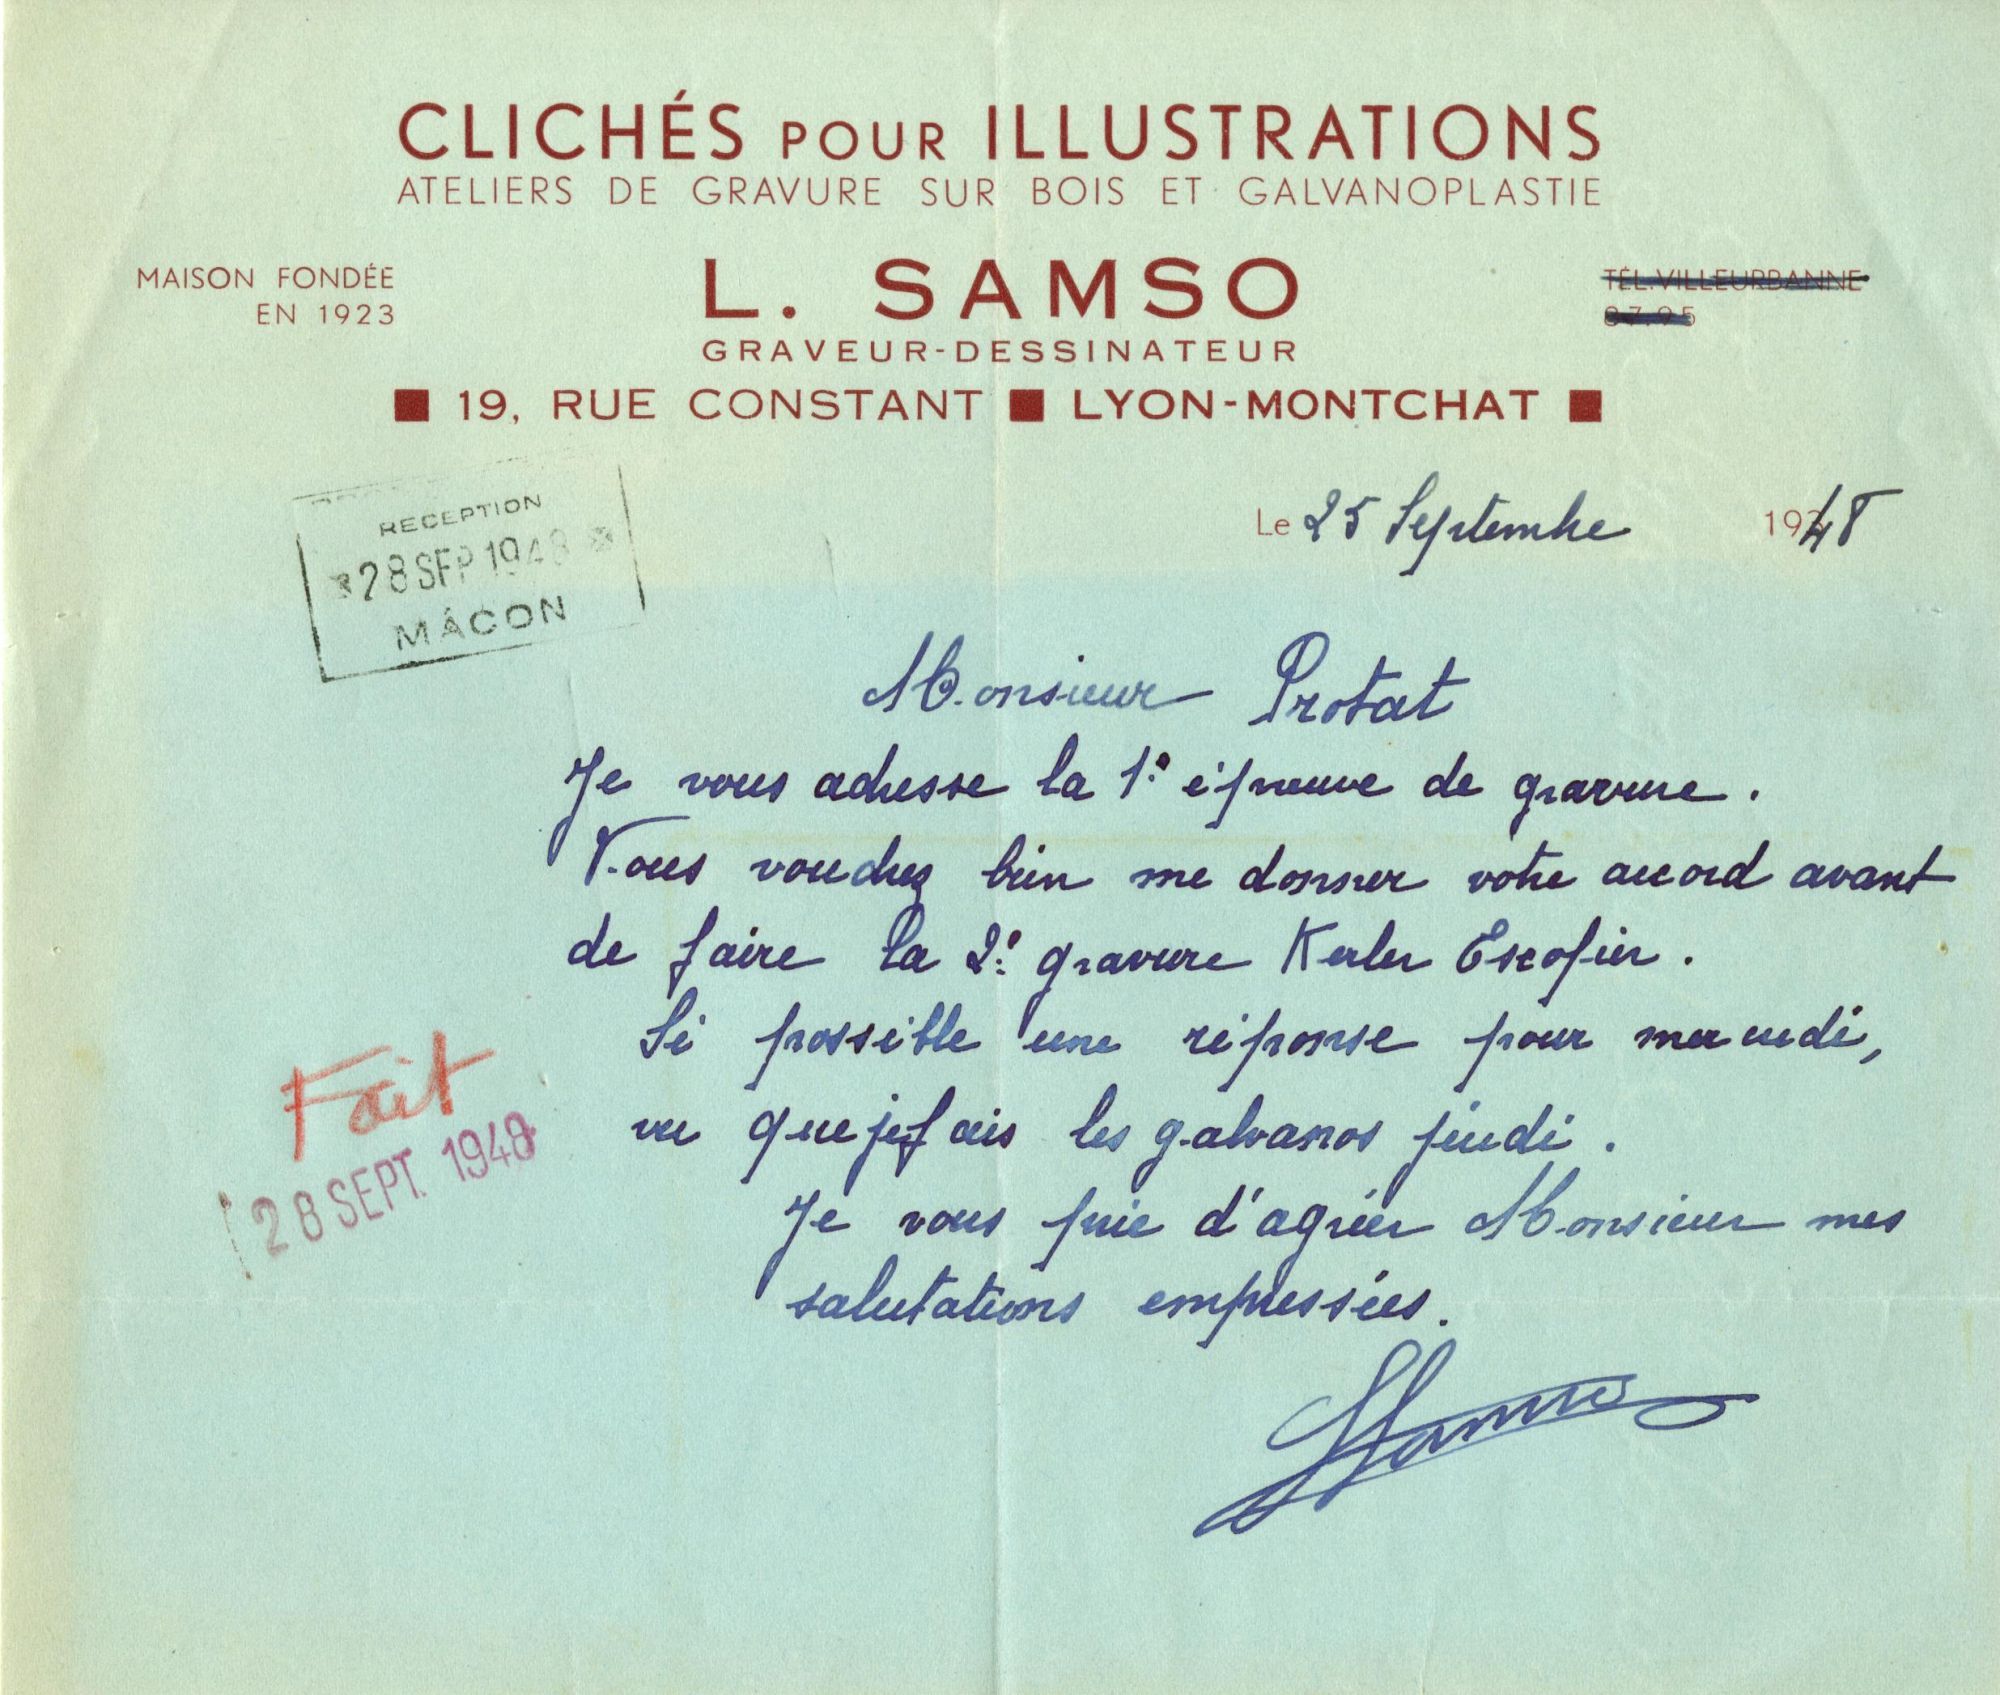 CLICHÉS POUR ILLUSTRATIONS
ATELIERS DE GRAVURE SUR BOIS ET GALVANOPLASTIE
MAISON FONDÉE
EN 1923
L. SAMSO
GRAVEUR-DESSINATEUR
TÉL. VILLEURBANNE
87.95
■ 19, RUE CONSTANT ■ LYON-MONTCHAT ■
Le 25 Septembre 1948
RECEPTION
28 SEP 1948
MÂCON
Monsieur Protat
Je vous adresse la 1e épreuve de gravure.
Vous voudrez bien me donner votre accord avant
de faire la 2e gravure Kerler Escofier.
Si possible une réponse pour mercredi,
vu que je fais les galvanos jeudi.
Fait
28 SEPT. 1948
Je vous prie d'agréer Monsieur mes
salutations empressées.
Samso